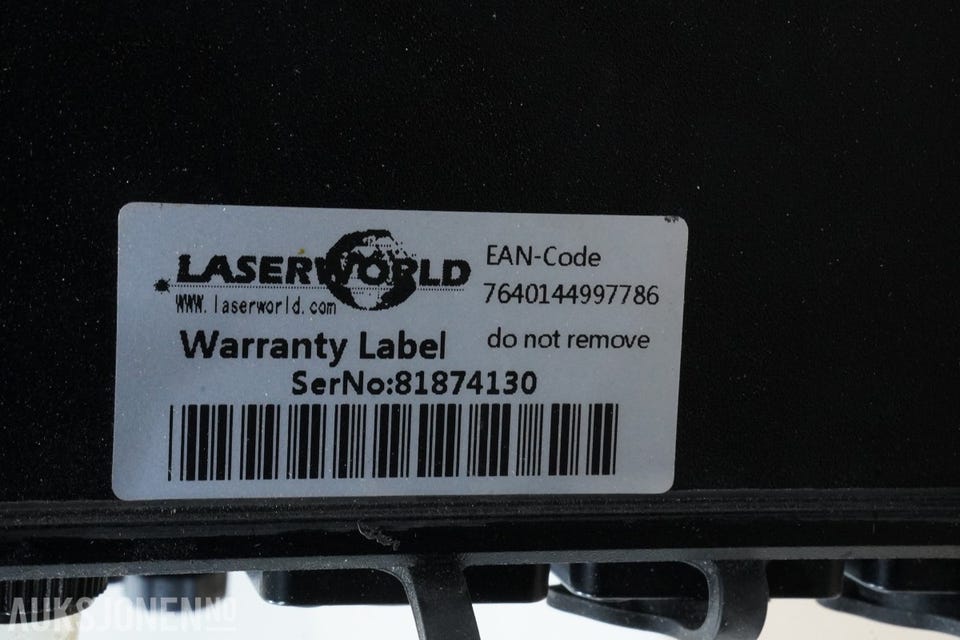 LASERWORLD
WWW.laserworld.com
Warranty Label
SerNo:81874130
EAN-Code
7640144997786
do not remove
AUKSJONEN.NO